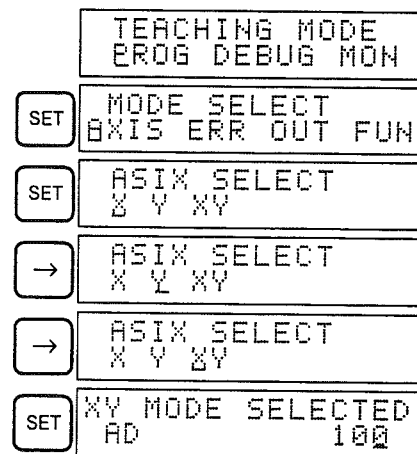 TEACHING MODE
PROG DEBUG MON
SET
MODE SELECT
AXIS ERR OUT FUN
SET
ASIX SELECT
X Y XY
→
ASIX SELECT
X Y XY
→
ASIX SELECT
X Y XY
SET
XY MODE SELECTED
AD 100